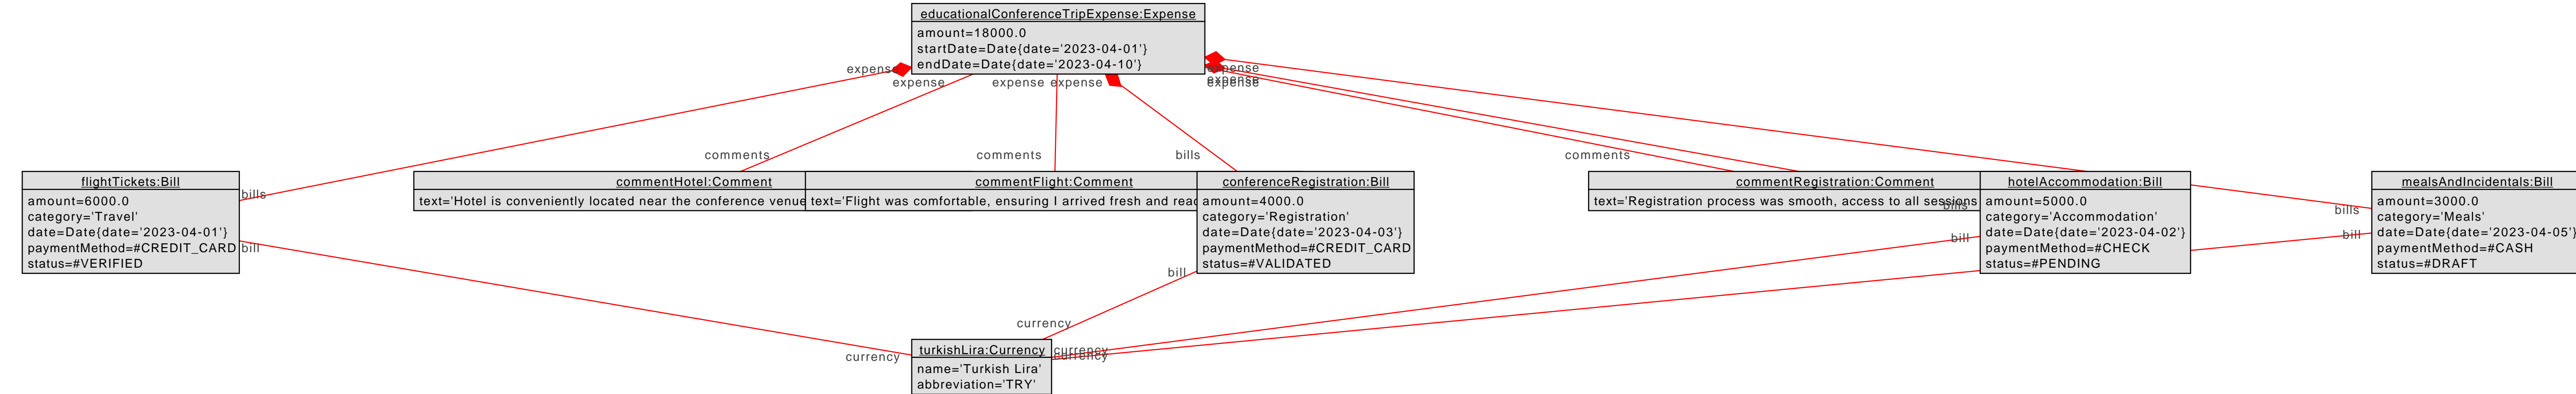 educationalConferenceTripExpense:Expense
amount=18000.0
startDate=Date{date='2023-04-01'}
endDate=Date{date='2023-04-10'}
expense
expense
expense
expense
expense
expense
expense
comments
comments
bills
comments
flightTickets:Bill
amount=6000.0
category='Travel'
date=Date{date='2023-04-01'}
paymentMethod=#CREDIT_CARD
status=#VERIFIED
bills
bill
commentHotel:Comment
text='Hotel is conveniently located near the conference venue
commentFlight:Comment
text='Flight was comfortable, ensuring I arrived fresh and
conferenceRegistration:Bill
amount=4000.0
category='Registration'
date=Date{date='2023-04-03'}
paymentMethod=#CREDIT_CARD
status=#VALIDATED
bill
commentRegistration:Comment
text='Registration process was smooth, access to all sessions
bills
bill
hotelAccommodation:Bill
amount=5000.0
category='Accommodation'
date=Date{date='2023-04-02'}
paymentMethod=#CHECK
status=#PENDING
bills
bill
mealsAndIncidentals:Bill
amount=3000.0
category='Meals'
date=Date{date='2023-04-05'}
paymentMethod=#CASH
status=#DRAFT
currency
currency
currency
currency
turkishLira:Currency
name='Turkish Lira'
abbreviation='TRY'